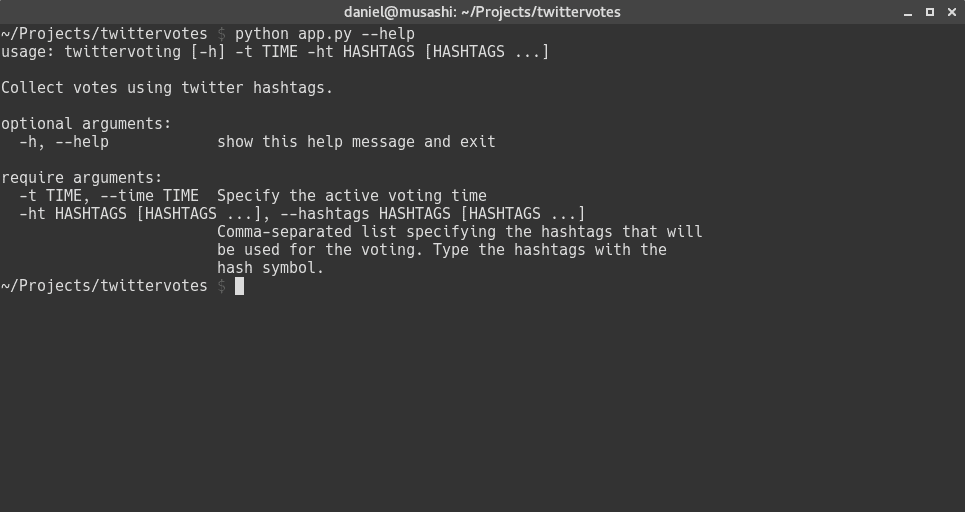 daniel@musashi: ~/Projects/twittervotes
~/Projects/twittervotes $ python app.py --help
usage: twittervoting [-h] -t TIME -ht HASHTAGS [HASHTAGS ...]
Collect votes using twitter hashtags.
optional arguments:
-h, --help show this help message and exit
require arguments:
-t TIME, --time TIME Specify the active voting time
-ht HASHTAGS [HASHTAGS ...], --hashtags HASHTAGS [HASHTAGS ...]
Comma-separated list specifying the hashtags that will
be used for the voting. Type the hashtags with the
hash symbol.
~/Projects/twittervotes $